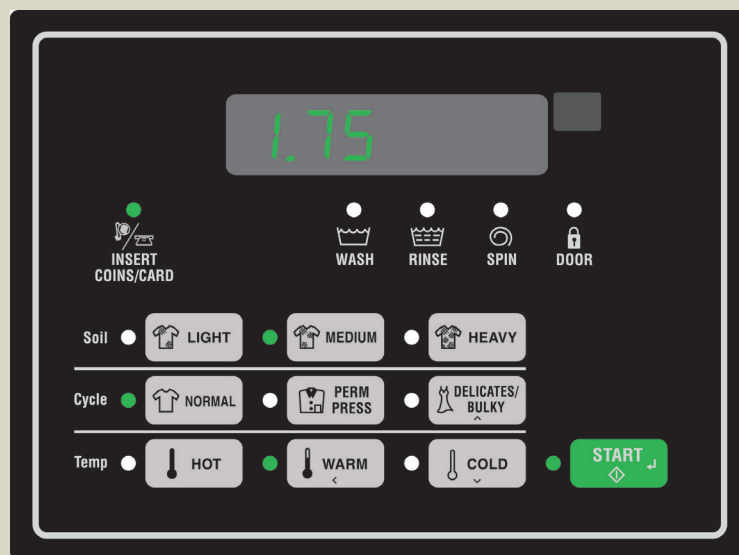 1.75
INSERT
COINS/CARD
WASH
RINSE
SPIN
DOOR
Soil LIGHT MEDIUM HEAVY
Cycle NORMAL PERM PRESS DELICATES/ BULKY
Temp HOT WARM COLD START